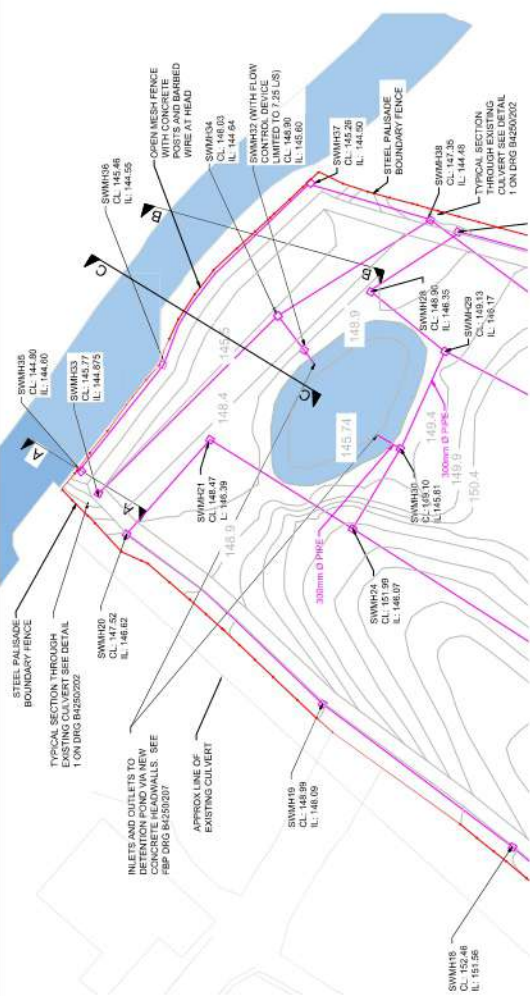 STEEL PALISADE
BOUNDARY FENCE
TYPICAL SECTION THROUGH
EXISTING CULVERT SEE DETAIL
1 ON DRG B4250/202
SWMH35
CL: 144.80
IL: 144.60
SWMH33
CL: 145.77
IL: 144.875
SWMH36
CL: 145.46
IL: 144.55
OPEN MESH FENCE
WITH CONCRETE
POSTS AND BARBED
WIRE AT HEAD
SWMH34
CL: 148.03
IL: 144.64
SWMH32 (WITH FLOW
CONTROL DEVICE
LIMITED TO 7.25 L/S)
CL: 148.90
IL: 145.60
SWMH37
CL: 145.26
IL: 144.50
STEEL PALISADE
BOUNDARY FENCE
SWMH38
CL: 147.35
IL: 144.48
TYPICAL SECTION
THROUGH EXISTING
CULVERT SEE DETAIL
1 ON DRG B4250/202
A
A
B
B
C
C
SWMH20
CL: 147.52
IL: 146.62
SWMH21
CL: 148.47
IL: 146.39
148.4
148.9
145.5
148.9
145.74
149.4
149.9
150.4
SWMH28
CL: 148.90
IL: 146.35
SWMH29
CL: 149.13
IL: 146.17
300mm Ø PIPE
SWMH30
CL: 149.10
IL: 145.81
300mm Ø PIPE
SWMH24
CL: 151.99
IL: 146.07
INLETS AND OUTLETS TO
DETENTION POND VIA NEW
CONCRETE HEADWALLS. SEE
FBP DRG B4250/207
APPROX LINE OF
EXISTING CULVERT
SWMH19
CL: 148.99
IL: 148.09
SWMH18
CL: 152.46
IL: 151.56